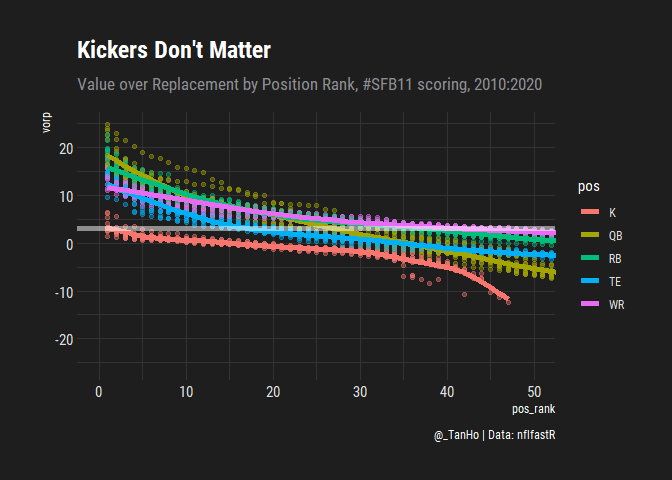 Kickers Don't Matter
Value over Replacement by Position Rank, #SFB11 scoring, 2010:2020
vorp
20
10
0
-10
-20
0 10 20 30 40 50
pos_rank
pos
K
QB
RB
TE
WR
@_TanHo | Data: nflfastR